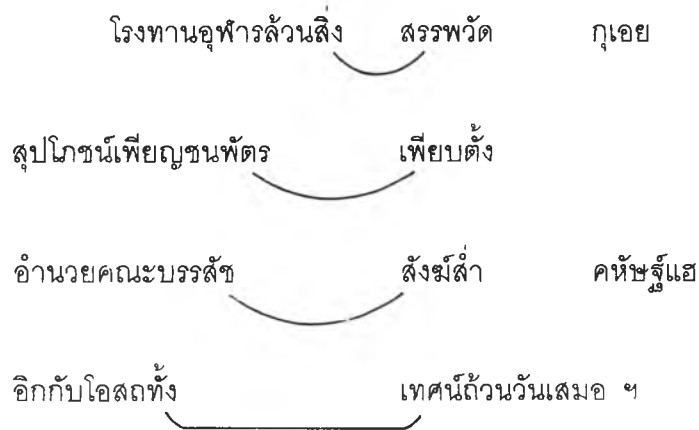 โรงทานอุฬารล้วนสิ่ง สรรพวัด กุเอย
สุปโภชน์เพียญชนพัตร เพียบตั้ง
อำนวยคณะบรรสัช สังฆ์ส่ำ คหัษฐ์แฮ
อิกกับโอสถทั้ง เทศน์ถ้วนวันเสมอ ฯ